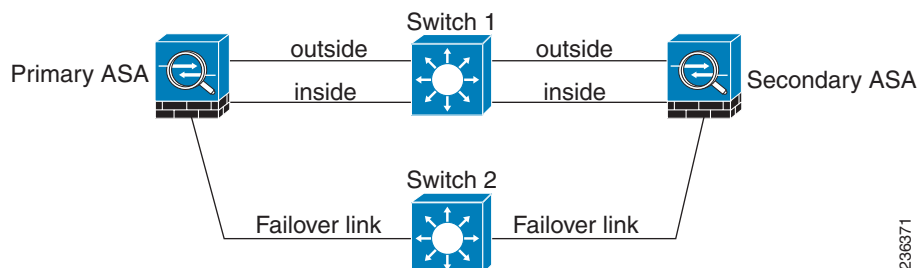 Switch 1
outside
outside
Primary ASA
Secondary ASA
inside
inside
Switch 2
Failover link
Failover link
236371